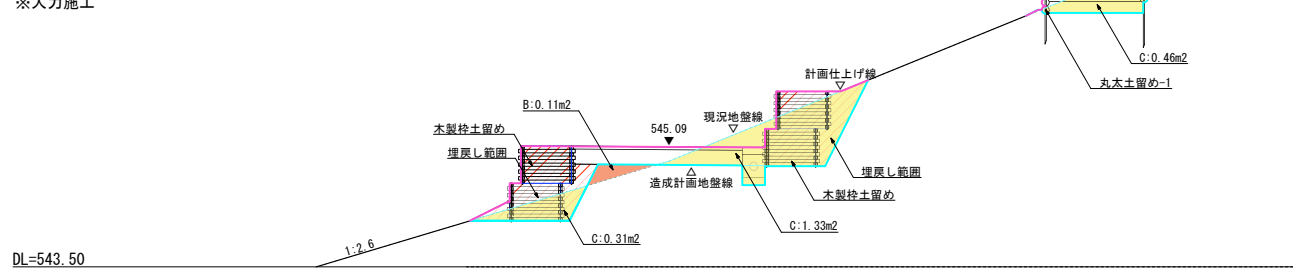 ※人力施工
C:0.46m2
丸太土留め-1
計画仕上げ線
B:0.11m2
現況地盤線
木製枠土留め
545.09
埋戻し範囲
埋戻し範囲
造成計画地盤線
木製枠土留め
C:1.33m2
C:0.31m2
1:2.6
DL=543.50